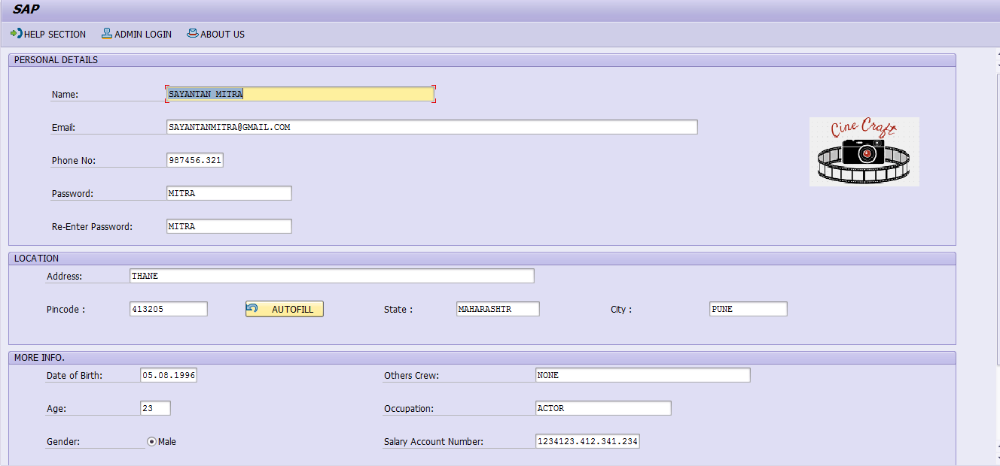 SAP
HELP SECTION ADMIN LOGIN ABOUT US
PERSONAL DETAILS
Name: SAYANTAN MITRA
Email: SAYANTANMITRA@GMAIL.COM
Cine Craft
Phone No: 987456.321
Password: MITRA
Re-Enter Password: MITRA
LOCATION
Address: THANE
Pincode : 413205 AUTOFILL State : MAHARASHTR City : PUNE
MORE INFO.
Date of Birth: 05.08.1996 Others Crew: NONE
Age: 23 Occupation: ACTOR
Gender: Male Salary Account Number: 1234123.412.341.234